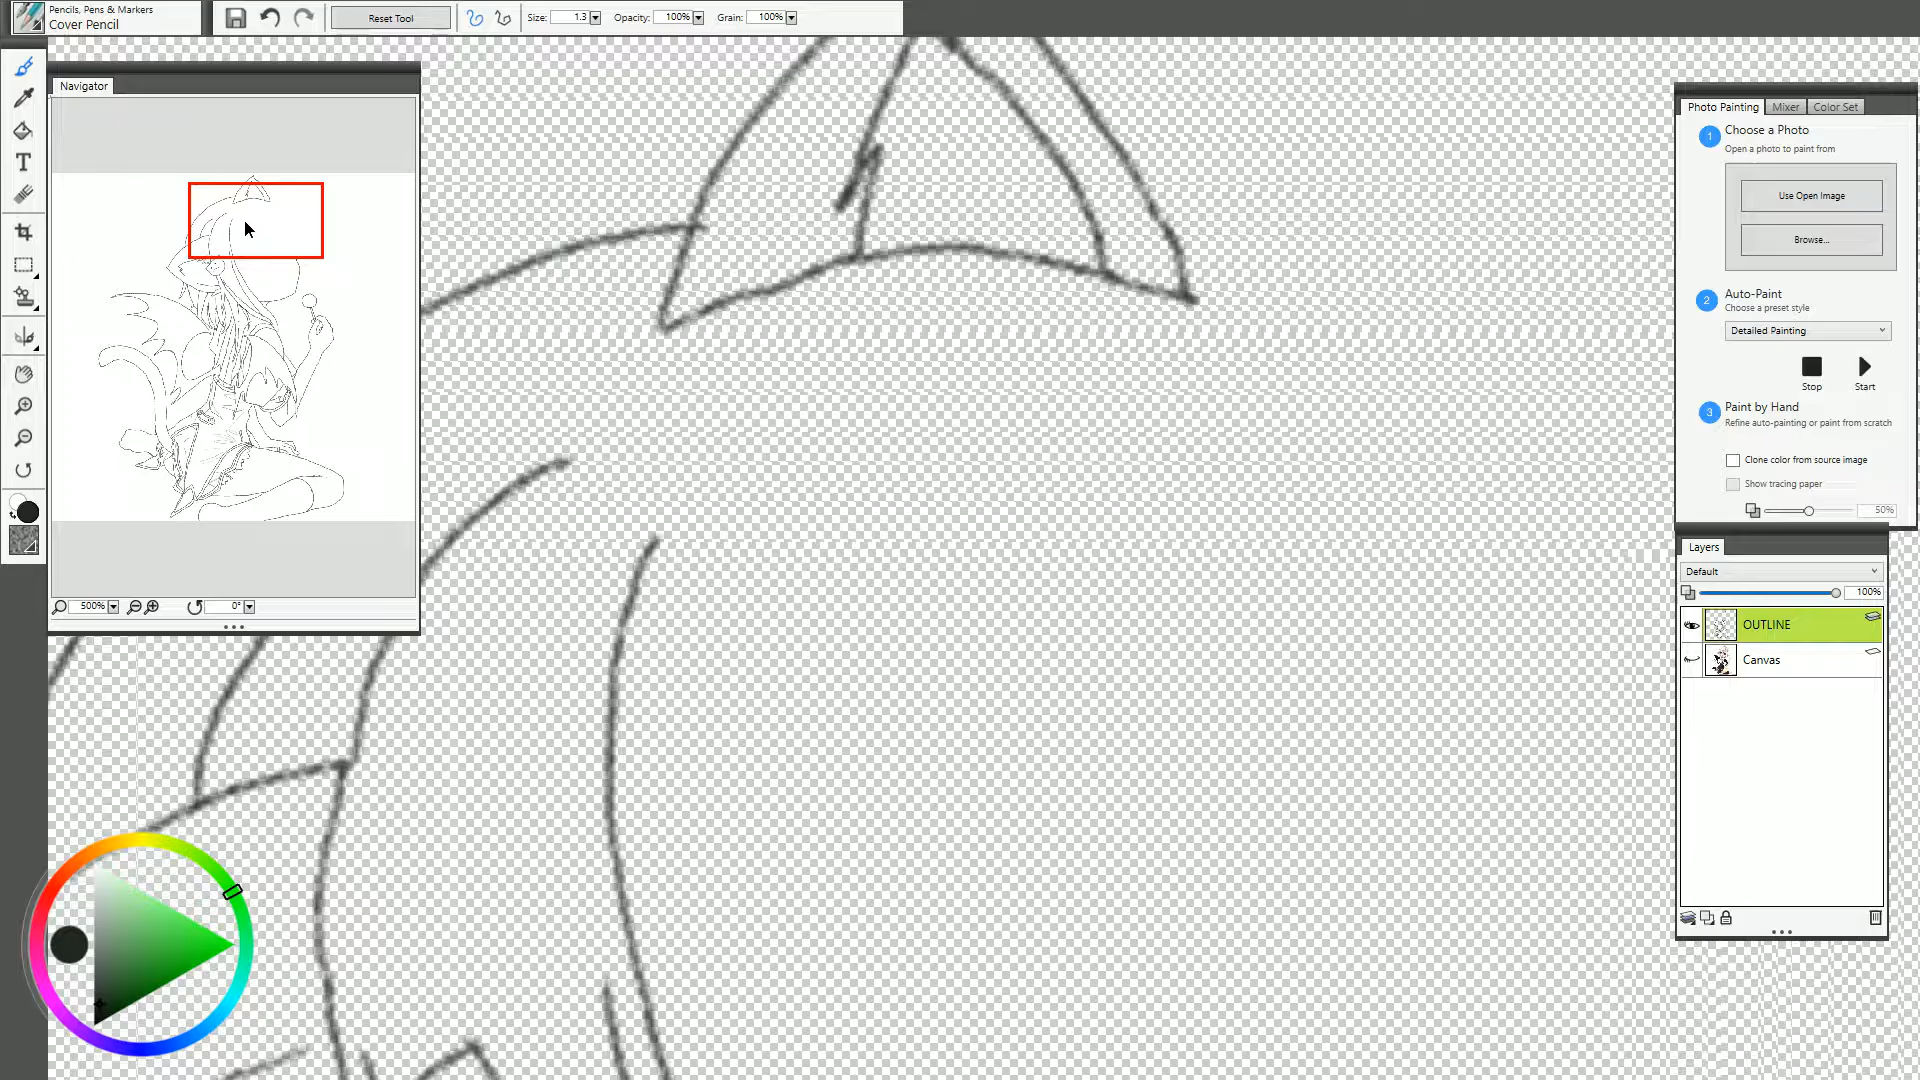 Pencils, Pens & Markers
Cover Pencil
Reset Tool
Size: 1.3
Opacity: 100%
Grain: 100%
Navigator
500%
0°
Photo Painting
Mixer
Color Set
1
Choose a Photo
Open a photo to paint from
Use Open Image
Browse...
2
Auto-Paint
Choose a preset style
Detailed Painting
Stop
Start
3
Paint by Hand
Refine auto-painting or paint from scratch
Clone color from source image
Show tracing paper
50%
Layers
Default
100%
OUTLINE
Canvas